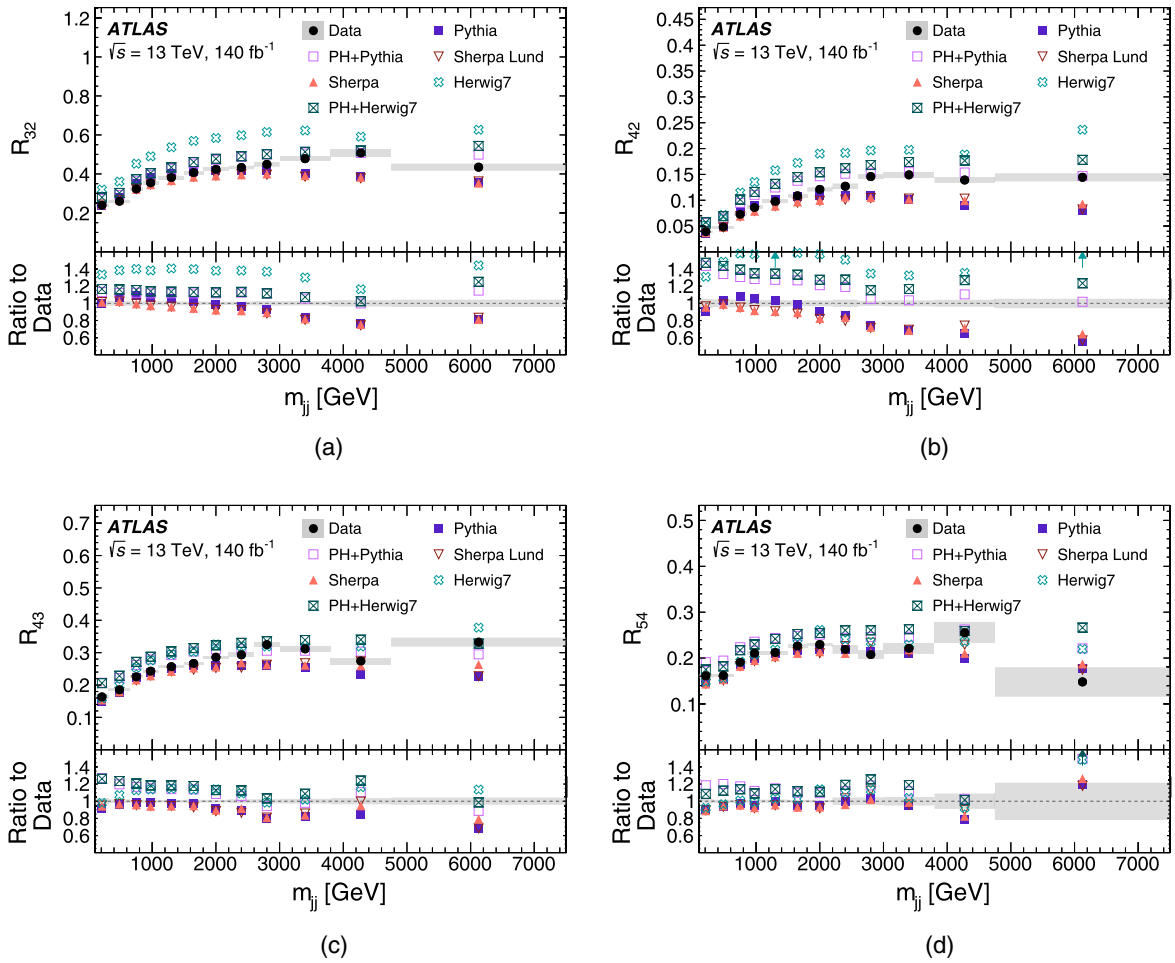 ATLAS
√s = 13 TeV, 140 fb⁻¹
Data
Pythia
PH+Pythia
Sherpa Lund
Sherpa
Herwig7
PH+Herwig7
R₃₂
1.2
1
0.8
0.6
0.4
0.2
Ratio to Data
1.4
1.2
1
0.8
0.6
1000 2000 3000 4000 5000 6000 7000
m_jj [GeV]
(a)
ATLAS
√s = 13 TeV, 140 fb⁻¹
Data
Pythia
PH+Pythia
Sherpa Lund
Sherpa
Herwig7
PH+Herwig7
R₄₂
0.45
0.4
0.35
0.3
0.25
0.2
0.15
0.1
0.05
Ratio to Data
1.4
1.2
1
0.8
0.6
1000 2000 3000 4000 5000 6000 7000
m_jj [GeV]
(b)
ATLAS
√s = 13 TeV, 140 fb⁻¹
Data
Pythia
PH+Pythia
Sherpa Lund
Sherpa
Herwig7
PH+Herwig7
R₄₃
0.7
0.6
0.5
0.4
0.3
0.2
0.1
Ratio to Data
1.4
1.2
1
0.8
0.6
1000 2000 3000 4000 5000 6000 7000
m_jj [GeV]
(c)
ATLAS
√s = 13 TeV, 140 fb⁻¹
Data
Pythia
PH+Pythia
Sherpa Lund
Sherpa
Herwig7
PH+Herwig7
R₅₄
0.5
0.4
0.3
0.2
0.1
Ratio to Data
1.4
1.2
1
0.8
0.6
1000 2000 3000 4000 5000 6000 7000
m_jj [GeV]
(d)